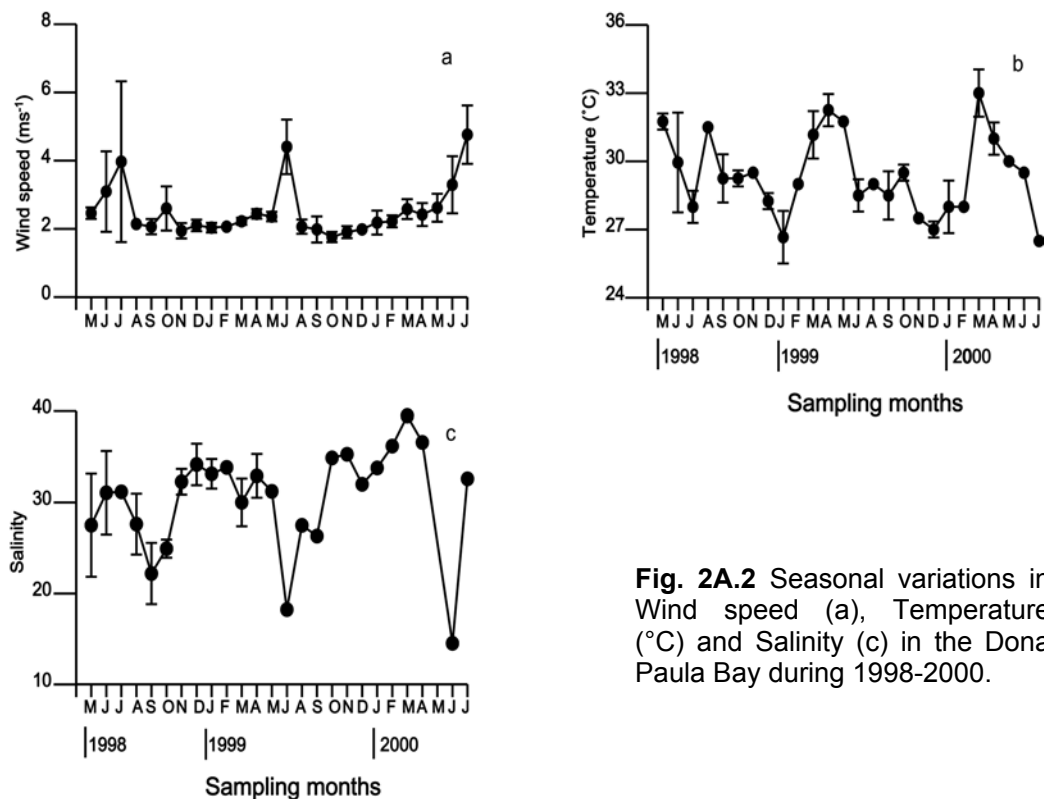 8
6
4
2
0
Wind speed (ms⁻¹)
a
M J J A S O N D J F M A M J A S O N D J F M A M J J
36
33
30
27
24
Temperature (°C)
b
M J J A S O N D J F M A M J A S O N D J F M A M J J
1998 1999 2000
Sampling months
40
30
20
10
Salinity
c
M J J A S O N D J F M A M J A S O N D J F M A M J J
1998 1999 2000
Sampling months
Fig. 2A.2 Seasonal variations in
Wind speed (a), Temperature
(°C) and Salinity (c) in the Dona
Paula Bay during 1998-2000.